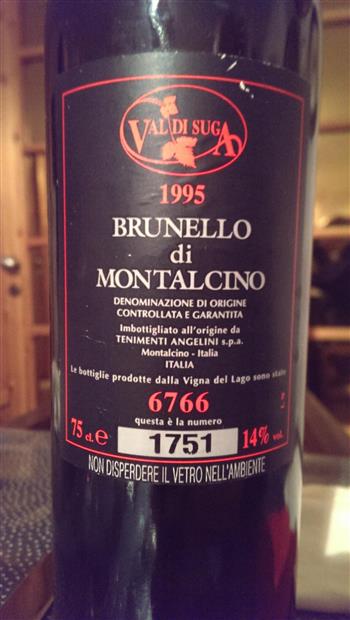 VAL DI SUGA
1995
BRUNELLO
di
MONTALCINO
DENOMINAZIONE DI ORIGINE
CONTROLLATA E GARANTITA
Imbottigliato all'origine da
TENIMENTI ANGELINI s.p.a.
Montalcino - Italia
ITALIA
Le bottiglie prodotte dalla Vigna del Lago sono state
6766
questa è la numero
75 cl. e 1751 14% vol.
NON DISPERDERE IL VETRO NELL'AMBIENTE